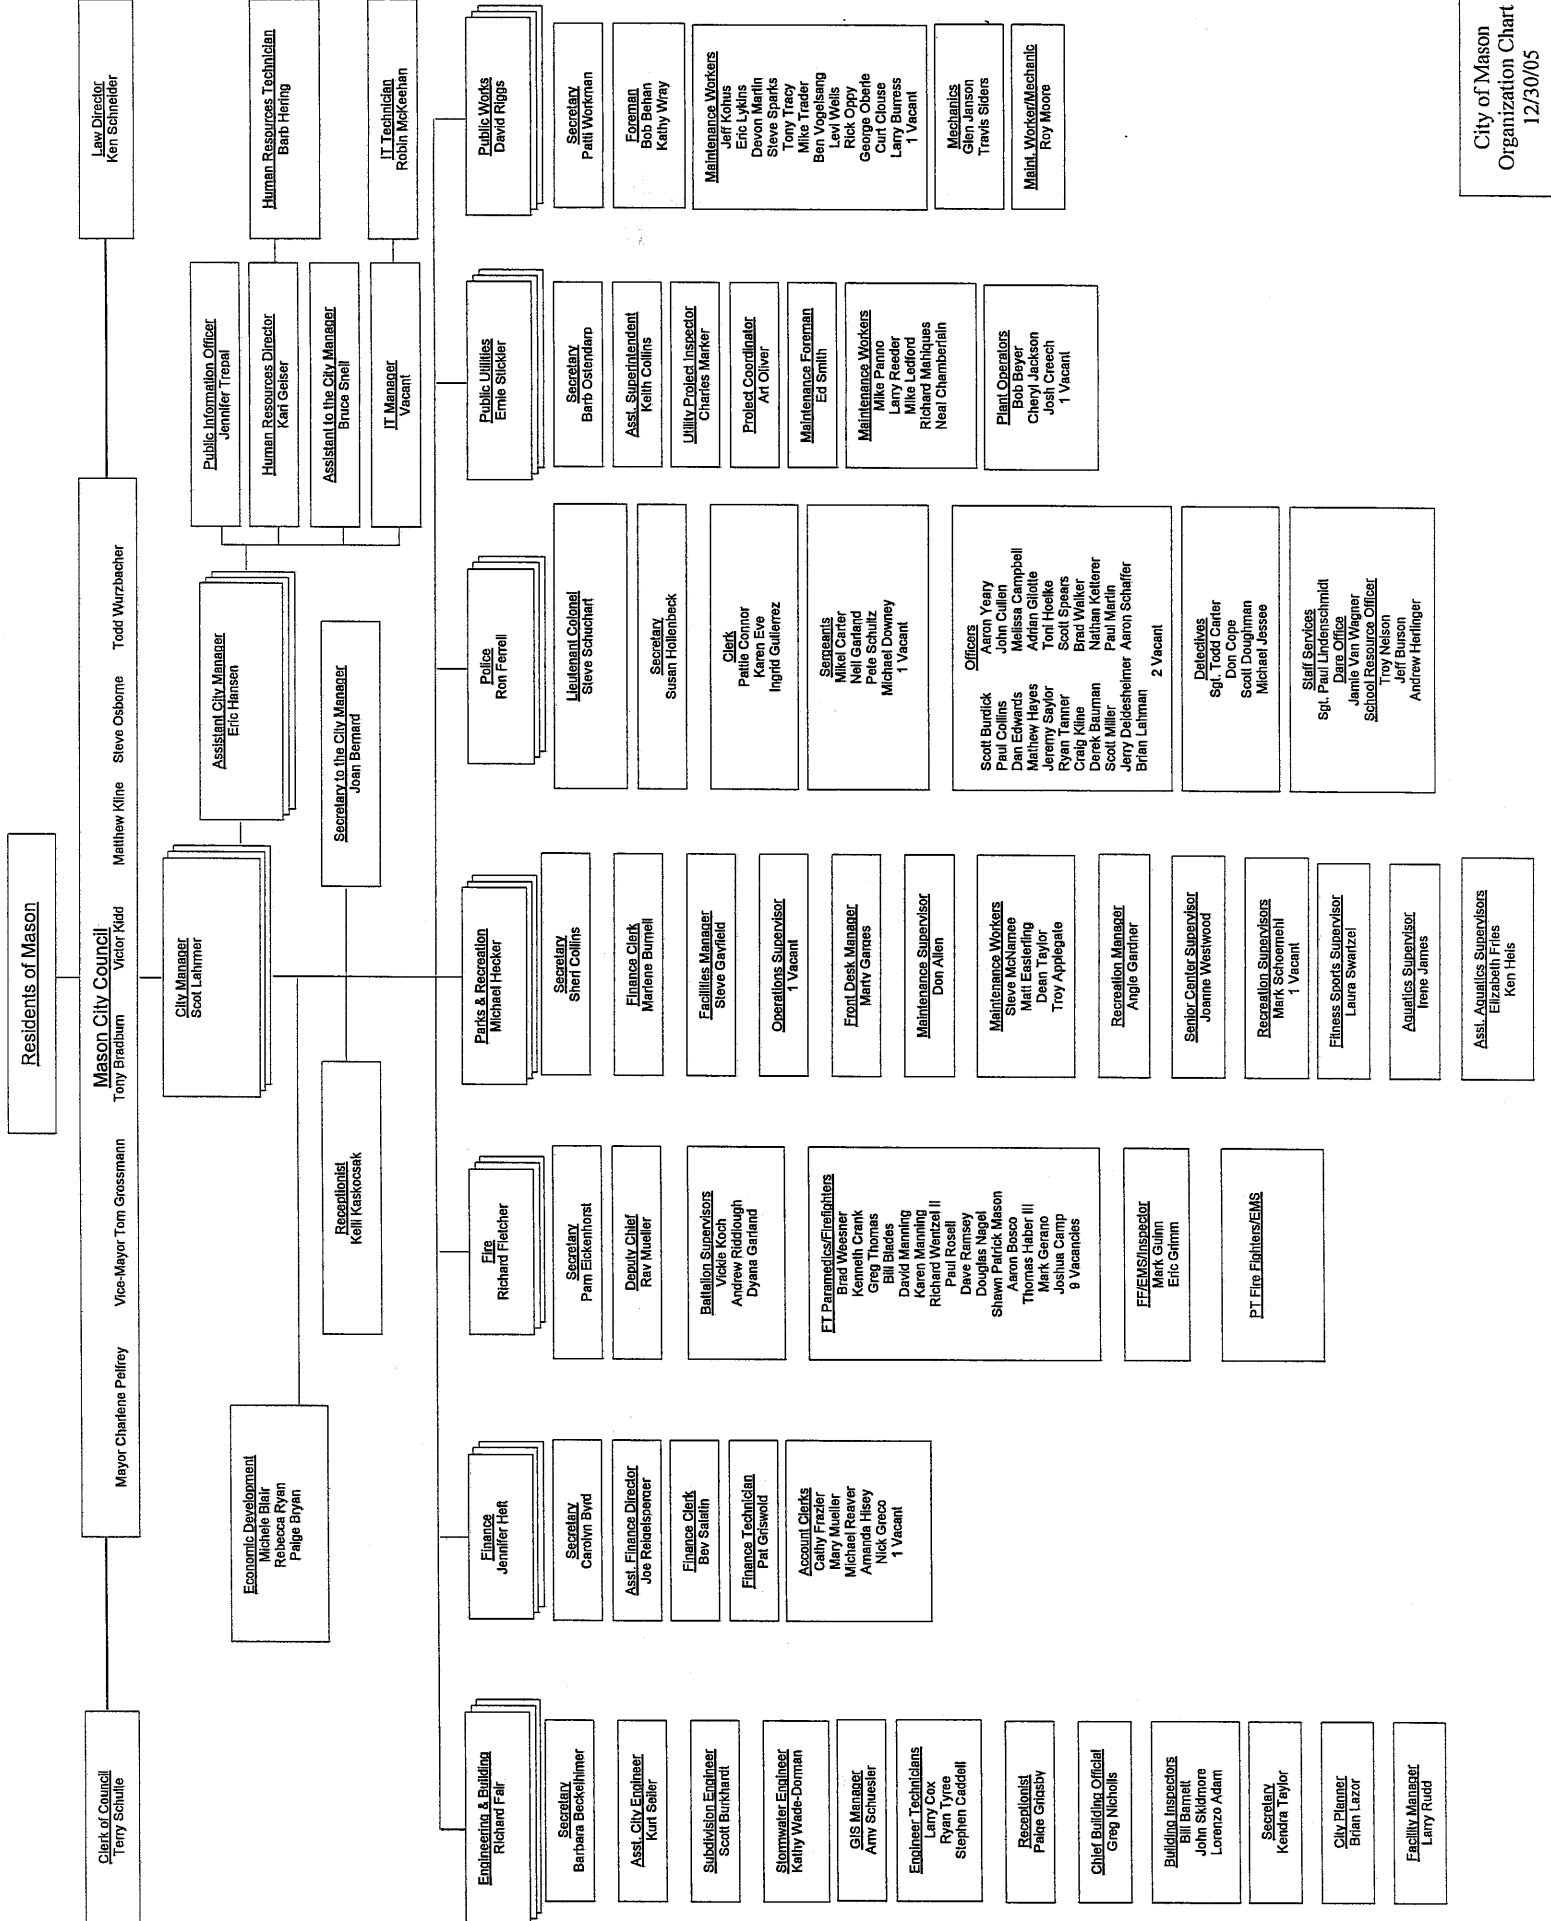 Residents of Mason
Mason City Council
Mayor Charlene Pelfrey Vice-Mayor Tom Grossmann Tony Bradburn Victor Kidd Matthew Kline Steve Osborne Todd Wurzbacher
Clerk of Council
Terry Schulte
Law Director
Ken Schneider
City Manager
Scot Lahrmer
Assistant City Manager
Eric Hansen
Public Information Officer
Jennifer Trepal
Human Resources Director
Kari Geiser
Human Resources Technician
Barb Hering
Assistant to the City Manager
Bruce Snell
IT Manager
Vacant
IT Technician
Robin McKeehan
Economic Development
Michele Blair
Rebecca Ryan
Paige Bryan
Receptionist
Kelli Kaskocsak
Secretary to the City Manager
Joan Bernard
Engineering & Building
Richard Fair
Secretary
Barbara Beckelhimer
Asst. City Engineer
Kurt Seiler
Subdivision Engineer
Scott Burkhardt
Stormwater Engineer
Kathy Wade-Dorman
GIS Manager
Amy Schuesler
Engineer Technicians
Larry Cox
Ryan Tyree
Stephen Caddell
Receptionist
Paige Grigsby
Chief Building Official
Greg Nicholls
Building Inspectors
Bill Barnett
John Skidmore
Lorenzo Adam
Secretary
Kendra Taylor
City Planner
Brian Lazor
Facility Manager
Larry Rudd
Finance
Jennifer Heft
Secretary
Carolyn Byrd
Asst. Finance Director
Joe Reigelsperger
Finance Clerk
Bev Salatin
Finance Technician
Pat Griswold
Account Clerks
Cathy Frazier
Mary Mueller
Michael Reaver
Amanda Hisey
Nick Greco
1 Vacant
Fire
Richard Fletcher
Secretary
Pam Eickenhorst
Deputy Chief
Ray Mueller
Battalion Supervisors
Vickie Koch
Andrew Riddiough
Dyana Garland
FT Paramedics/Firefighters
Brad Weesner
Kenneth Crank
Greg Thomas
Bill Blades
David Manning
Karen Manning
Richard Wentzel II
Paul Rosell
Dave Ramsey
Douglas Nagel
Shawn Patrick Mason
Aaron Bosco
Thomas Haber III
Mark Gerano
Joshua Camp
9 Vacancies
FF/EMS/Inspector
Mark Guinn
Eric Grimm
PT Fire Fighters/EMS
Parks & Recreation
Michael Hecker
Secretary
Sheri Collins
Finance Clerk
Marlene Burnell
Facilities Manager
Steve Gayfield
Operations Supervisor
1 Vacant
Front Desk Manager
Marty Garges
Maintenance Supervisor
Don Allen
Maintenance Workers
Steve McNamee
Matt Easterling
Dean Taylor
Troy Applegate
Recreation Manager
Angie Gardner
Senior Center Supervisor
Joanne Westwood
Recreation Supervisors
Mark Schoemehl
1 Vacant
Fitness Sports Supervisor
Laura Swartzel
Aquatics Supervisor
Irene James
Asst. Aquatics Supervisors
Elizabeth Fries
Ken Heis
Police
Ron Ferrell
Lieutenant Colonel
Steve Schuchart
Secretary
Susan Hollenbeck
Clerk
Pattie Connor
Karen Eve
Ingrid Gutierrez
Sergeants
Mikel Carter
Neil Garland
Pete Schultz
Michael Downey
1 Vacant
Officers
Scott Burdick Aaron Yeary
Paul Collins John Cullen
Dan Edwards Melissa Campbell
Mathew Hayes Adrian Gilotte
Jeremy Saylor Toni Hoelke
Ryan Tanner Scott Spears
Craig Kline Brad Walker
Derek Bauman Nathan Ketterer
Scott Miller Paul Martin
Jerry Deidesheimer Aaron Schaffer
Brian Lahman
2 Vacant
Detectives
Sgt. Todd Carter
Don Cope
Scott Doughman
Michael Jessee
Staff Services
Sgt. Paul Lindenschmidt
Dare Office
Jamie Van Wagner
School Resource Officer
Troy Nelson
Jeff Burson
Andrew Herrlinger
Public Utilities
Ernie Stickler
Secretary
Barb Ostendarp
Asst. Superintendent
Keith Collins
Utility Project Inspector
Charles Marker
Project Coordinator
Art Oliver
Maintenance Foreman
Ed Smith
Maintenance Workers
Mike Panno
Larry Reeder
Mike Ledford
Richard Mahiques
Neal Chamberlain
Plant Operators
Bob Beyer
Cheryl Jackson
Josh Creech
1 Vacant
Public Works
David Riggs
Secretary
Patti Workman
Foreman
Bob Behan
Kathy Wray
Maintenance Workers
Jeff Kohus
Eric Lykins
Devon Martin
Steve Sparks
Tony Tracy
Mike Trader
Ben Vogelsang
Levi Wells
Rick Oppy
George Oberle
Curt Clouse
Larry Burress
1 Vacant
Mechanics
Glen Janson
Travis Siders
Maint. Worker/Mechanic
Roy Moore
City of Mason
Organization Chart
12/30/05